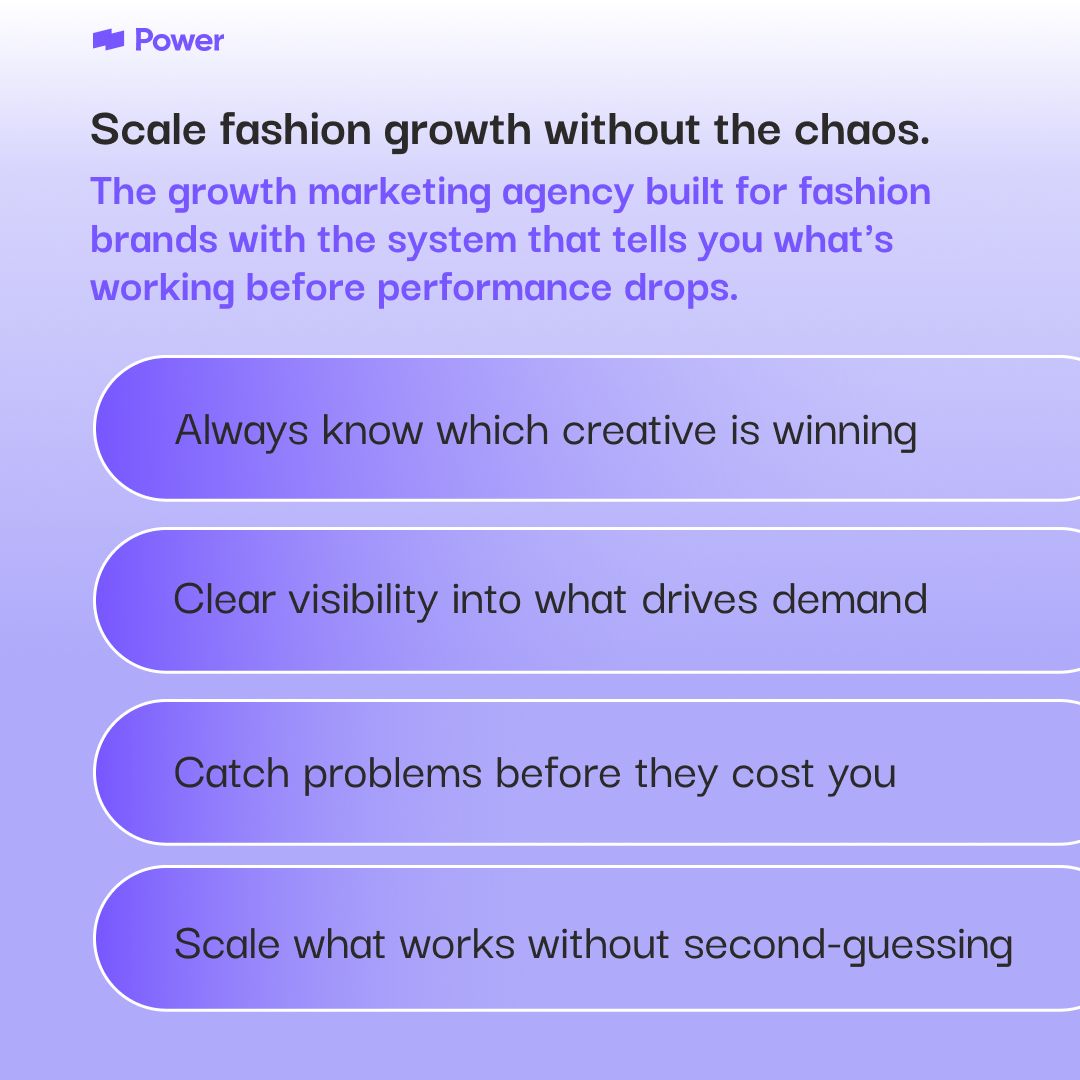 Power
Scale fashion growth without the chaos.
The growth marketing agency built for fashion
brands with the system that tells you what's
working before performance drops.
Always know which creative is winning
Clear visibility into what drives demand
Catch problems before they cost you
Scale what works without second-guessing